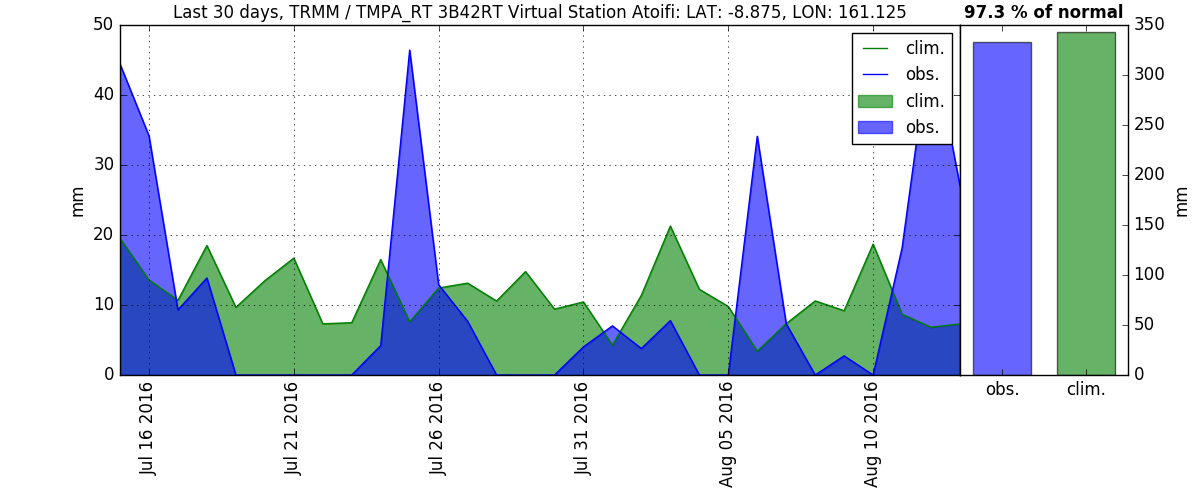 Last 30 days, TRMM / TMPA_RT 3B42RT Virtual Station Atoifi: LAT: -8.875, LON: 161.125
97.3 % of normal
50
40
30
20
10
0
mm
clim.
obs.
clim.
obs.
350
300
250
200
150
100
50
0
mm
Jul 16 2016
Jul 21 2016
Jul 26 2016
Jul 31 2016
Aug 05 2016
Aug 10 2016
obs.
clim.